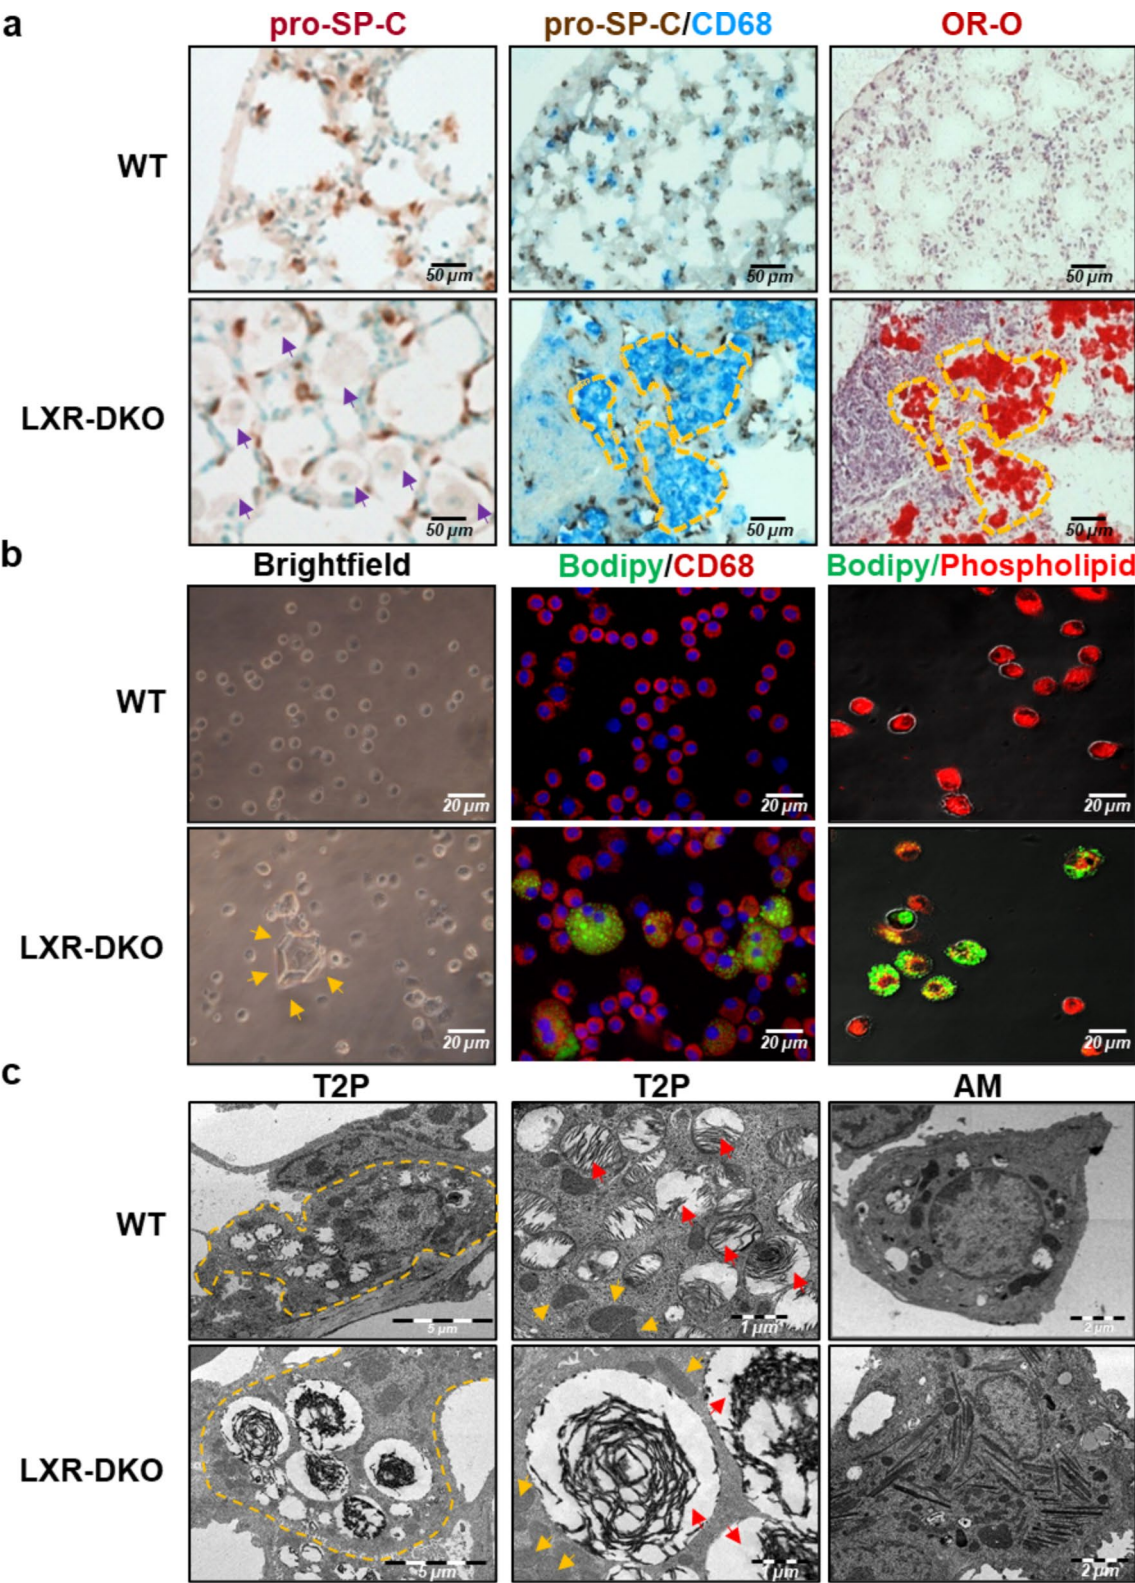 a
pro-SP-C pro-SP-C/CD68 OR-O
WT
50 µm 50 µm 50 µm
LXR-DKO
50 µm 50 µm 50 µm
b
Brightfield Bodipy/CD68 Bodipy/Phospholipid
WT
20 µm 20 µm 20 µm
LXR-DKO
20 µm 20 µm 20 µm
c
T2P T2P AM
WT
5 µm 1 µm 2 µm
LXR-DKO
5 µm 1 µm 2 µm